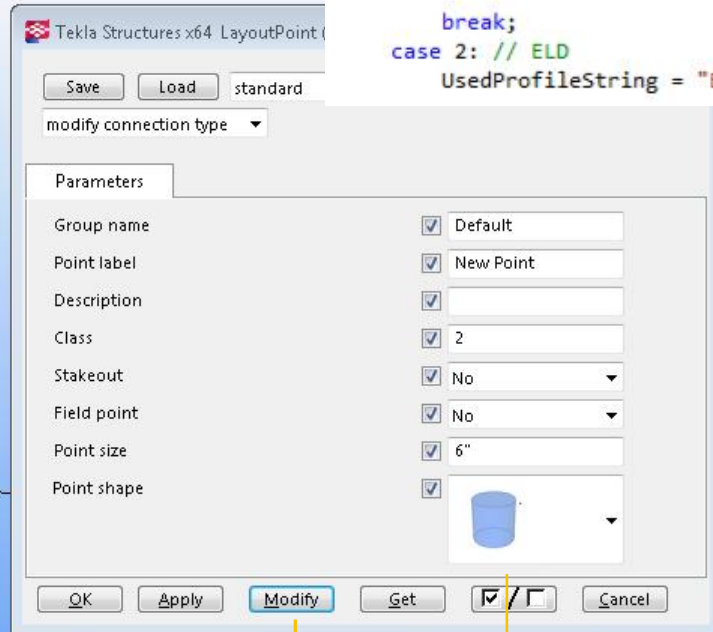 Tekla Structures x64 LayoutPoint (
break;
case 2: // ELD
UsedProfileString = "
Save Load standard
modify connection type
Parameters
Group name Default
Point label New Point
Description
Class 2
Stakeout No
Field point No
Point size 6"
Point shape
OK Apply Modify Get / Cancel